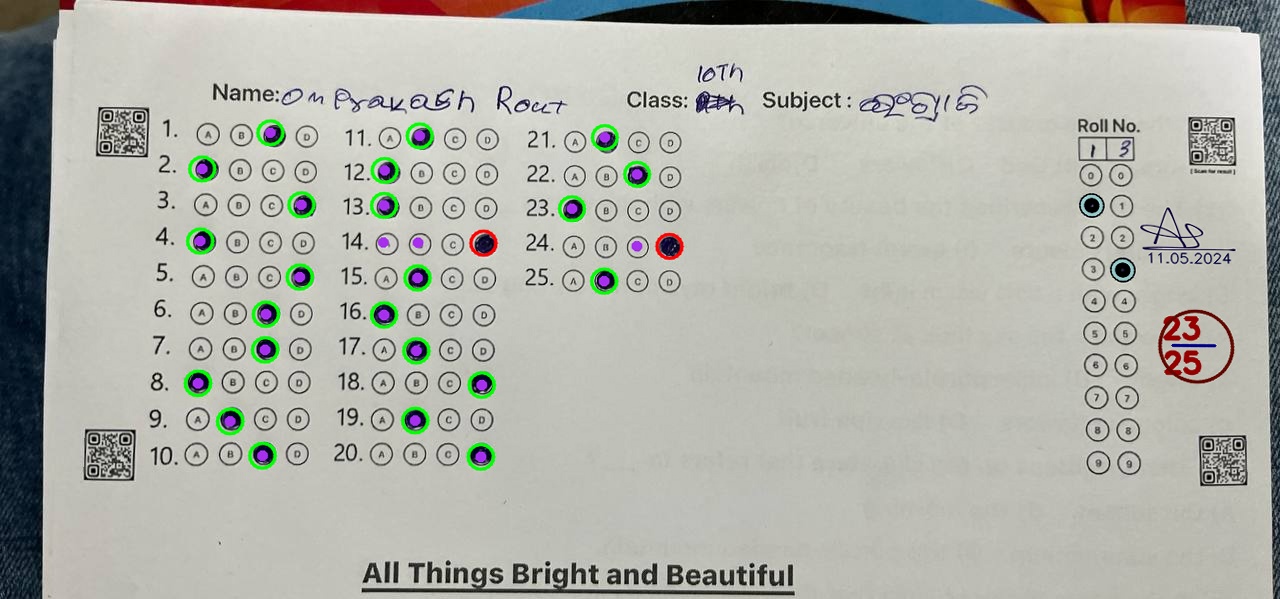 Name: Om Prakash Rout Class: 10Th Subject :
1. A B D 11. A C D 21. A C D
2. B C D 12. B C D 22. A B D
3. A B C 13. B C D 23. B C D
4. B C D 14. C 24. A B
5. A B C 15. A C D 25. A C D
6. A B D 16. B C D
7. A B D 17. A C D
8. B C D 18. A B C
9. A C D 19. A C D
10. A B D 20. A B C
Roll No.
1 3
0 0
1
2 2
3
4 4
5 5
6 6
7 7
8 8
9 9
[ Scan for result ]
11.05.2024
23
25
All Things Bright and Beautiful